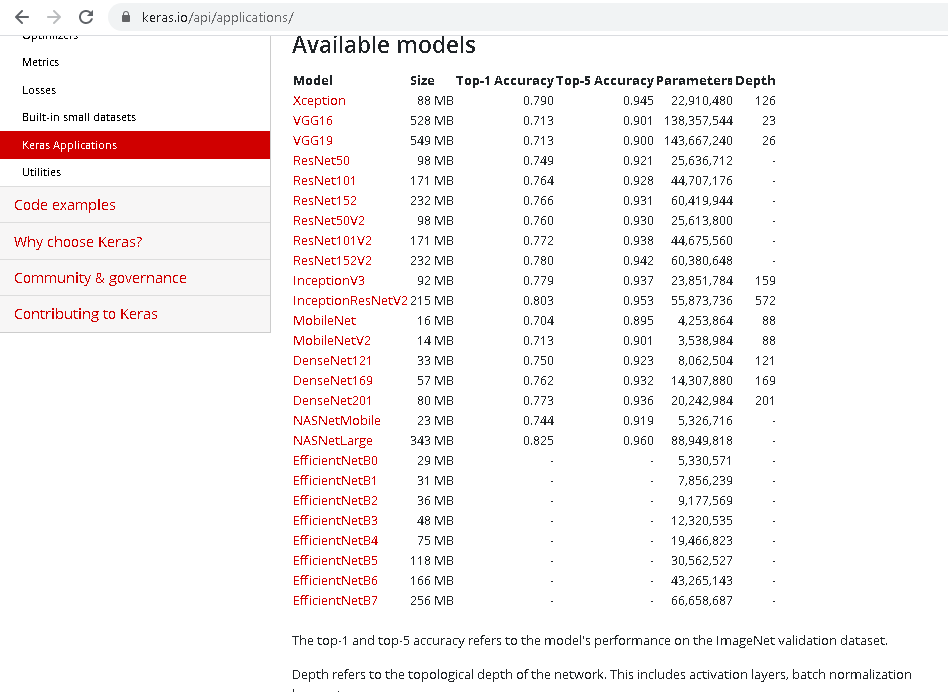 keras.io/api/applications/
Optimizers
Metrics
Losses
Built-in small datasets
Keras Applications
Utilities
Code examples
Why choose Keras?
Community & governance
Contributing to Keras
Available models
Model Size Top-1 Accuracy Top-5 Accuracy Parameters Depth
Xception 88 MB 0.790 0.945 22,910,480 126
VGG16 528 MB 0.713 0.901 138,357,544 23
VGG19 549 MB 0.713 0.900 143,667,240 26
ResNet50 98 MB 0.749 0.921 25,636,712 -
ResNet101 171 MB 0.764 0.928 44,707,176 -
ResNet152 232 MB 0.766 0.931 60,419,944 -
ResNet50V2 98 MB 0.760 0.930 25,613,800 -
ResNet101V2 171 MB 0.772 0.938 44,675,560 -
ResNet152V2 232 MB 0.780 0.942 60,380,648 -
InceptionV3 92 MB 0.779 0.937 23,851,784 159
InceptionResNetV2 215 MB 0.803 0.953 55,873,736 572
MobileNet 16 MB 0.704 0.895 4,253,864 88
MobileNetV2 14 MB 0.713 0.901 3,538,984 88
DenseNet121 33 MB 0.750 0.923 8,062,504 121
DenseNet169 57 MB 0.762 0.932 14,307,880 169
DenseNet201 80 MB 0.773 0.936 20,242,984 201
NASNetMobile 23 MB 0.744 0.919 5,326,716 -
NASNetLarge 343 MB 0.825 0.960 88,949,818 -
EfficientNetB0 29 MB - - 5,330,571 -
EfficientNetB1 31 MB - - 7,856,239 -
EfficientNetB2 36 MB - - 9,177,569 -
EfficientNetB3 48 MB - - 12,320,535 -
EfficientNetB4 75 MB - - 19,466,823 -
EfficientNetB5 118 MB - - 30,562,527 -
EfficientNetB6 166 MB - - 43,265,143 -
EfficientNetB7 256 MB - - 66,658,687 -
The top-1 and top-5 accuracy refers to the model's performance on the ImageNet validation dataset.
Depth refers to the topological depth of the network. This includes activation layers, batch normalization